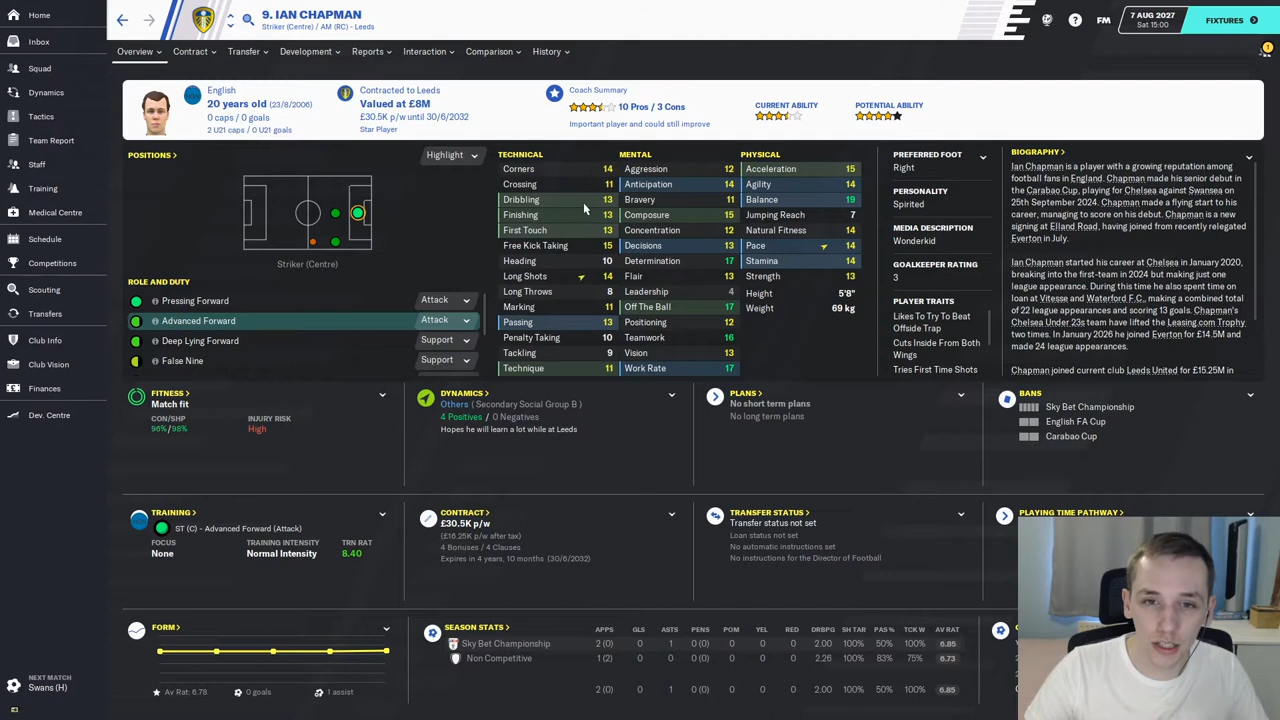 Home
9. IAN CHAPMAN
Striker (Centre) / AM (RC) - Leeds
FM
7 AUG 2027
Sat 15:00
FIXTURES
Inbox
Squad
Dynamics
Tactics
Team Report
Staff
Training
Medical Centre
Schedule
Competitions
Scouting
Transfers
Club Info
Club Vision
Finances
Dev. Centre
NEXT MATCH
Swans (H)
Overview
Contract
Transfer
Development
Reports
Interaction
Comparison
History
English
20 years old (23/8/2006)
0 caps / 0 goals
2 U21 caps / 0 U21 goals
Contracted to Leeds
Valued at £8M
£30.5K p/w until 30/6/2032
Star Player
Coach Summary
10 Pros / 3 Cons
Important player and could still improve
CURRENT ABILITY
POTENTIAL ABILITY
POSITIONS
Highlight
Striker (Centre)
ROLE AND DUTY
Pressing Forward Attack
Advanced Forward Attack
Deep Lying Forward Support
False Nine Support
TECHNICAL
Corners 14
Crossing 11
Dribbling 13
Finishing 13
First Touch 13
Free Kick Taking 15
Heading 10
Long Shots 14
Long Throws 8
Marking 11
Passing 13
Penalty Taking 10
Tackling 9
Technique 11
MENTAL
Aggression 12
Anticipation 14
Bravery 11
Composure 15
Concentration 12
Decisions 13
Determination 17
Flair 13
Leadership 4
Off The Ball 17
Positioning 12
Teamwork 16
Vision 13
Work Rate 17
PHYSICAL
Acceleration 15
Agility 14
Balance 19
Jumping Reach 7
Natural Fitness 14
Pace 14
Stamina 14
Strength 13
Height 5'8"
Weight 69 kg
PREFERRED FOOT
Right
PERSONALITY
Spirited
MEDIA DESCRIPTION
Wonderkid
GOALKEEPER RATING
3
PLAYER TRAITS
Likes To Try To Beat
Offside Trap
Cuts Inside From Both
Wings
Tries First Time Shots
BIOGRAPHY
Ian Chapman is a player with a growing reputation among
football fans in England. Chapman made his senior debut in
the Carabao Cup, playing for Chelsea against Swansea on
25th September 2024. Chapman made a flying start to his
career, managing to score on his debut. Chapman is a new
signing at Elland Road, having joined from recently relegated
Everton in July.
Ian Chapman started his career at Chelsea in January 2020,
breaking into the first-team in 2024 but making just one
league appearance. During the time he also spent time on
loan at Vitesse and Waterford F.C., making a combined total
of 22 league appearances and scoring 13 goals. Chapman's
Chelsea Under 23s team have lifted the Leasing.com Trophy
two times. In January 2026 he joined Everton for £14.5M and
made 24 league appearances.
Chapman joined current club Leeds United for £15.25M in
FITNESS
Match fit
CON/SHP
96%/98%
INJURY RISK
High
DYNAMICS
Others ( Secondary Social Group B )
4 Positives / 0 Negatives
Hopes he will learn a lot while at Leeds
PLANS
No short term plans
No long term plans
BANS
Sky Bet Championship
English FA Cup
Carabao Cup
TRAINING
ST (C) - Advanced Forward (Attack)
FOCUS
None
TRAINING INTENSITY
Normal Intensity
TRN RAT
8.40
CONTRACT
£30.5K p/w
(£16.25K p/w after tax)
4 Bonuses / 4 Clauses
Expires in 4 years, 10 months (30/6/2032)
TRANSFER STATUS
Transfer status not set
Loan status not set
No automatic instructions set
No instructions for the Director of Football
PLAYING TIME PATHWAY
FORM
Av Rat: 6.78
0 goals
1 assist
SEASON STATS
APPS GLS ASTS PENS POM YEL RED DRBPG SH TAR PAS % TCK W AV RAT
Sky Bet Championship 2 (0) 0 1 0 (0) 0 0 0 2.00 100% 50% 100% 6.85
Non Competitive 1 (2) 0 0 0 (0) 0 0 0 2.26 100% 83% 75% 6.73
2 (0) 0 1 0 (0) 0 0 0 2.00 100% 50% 100% 6.85